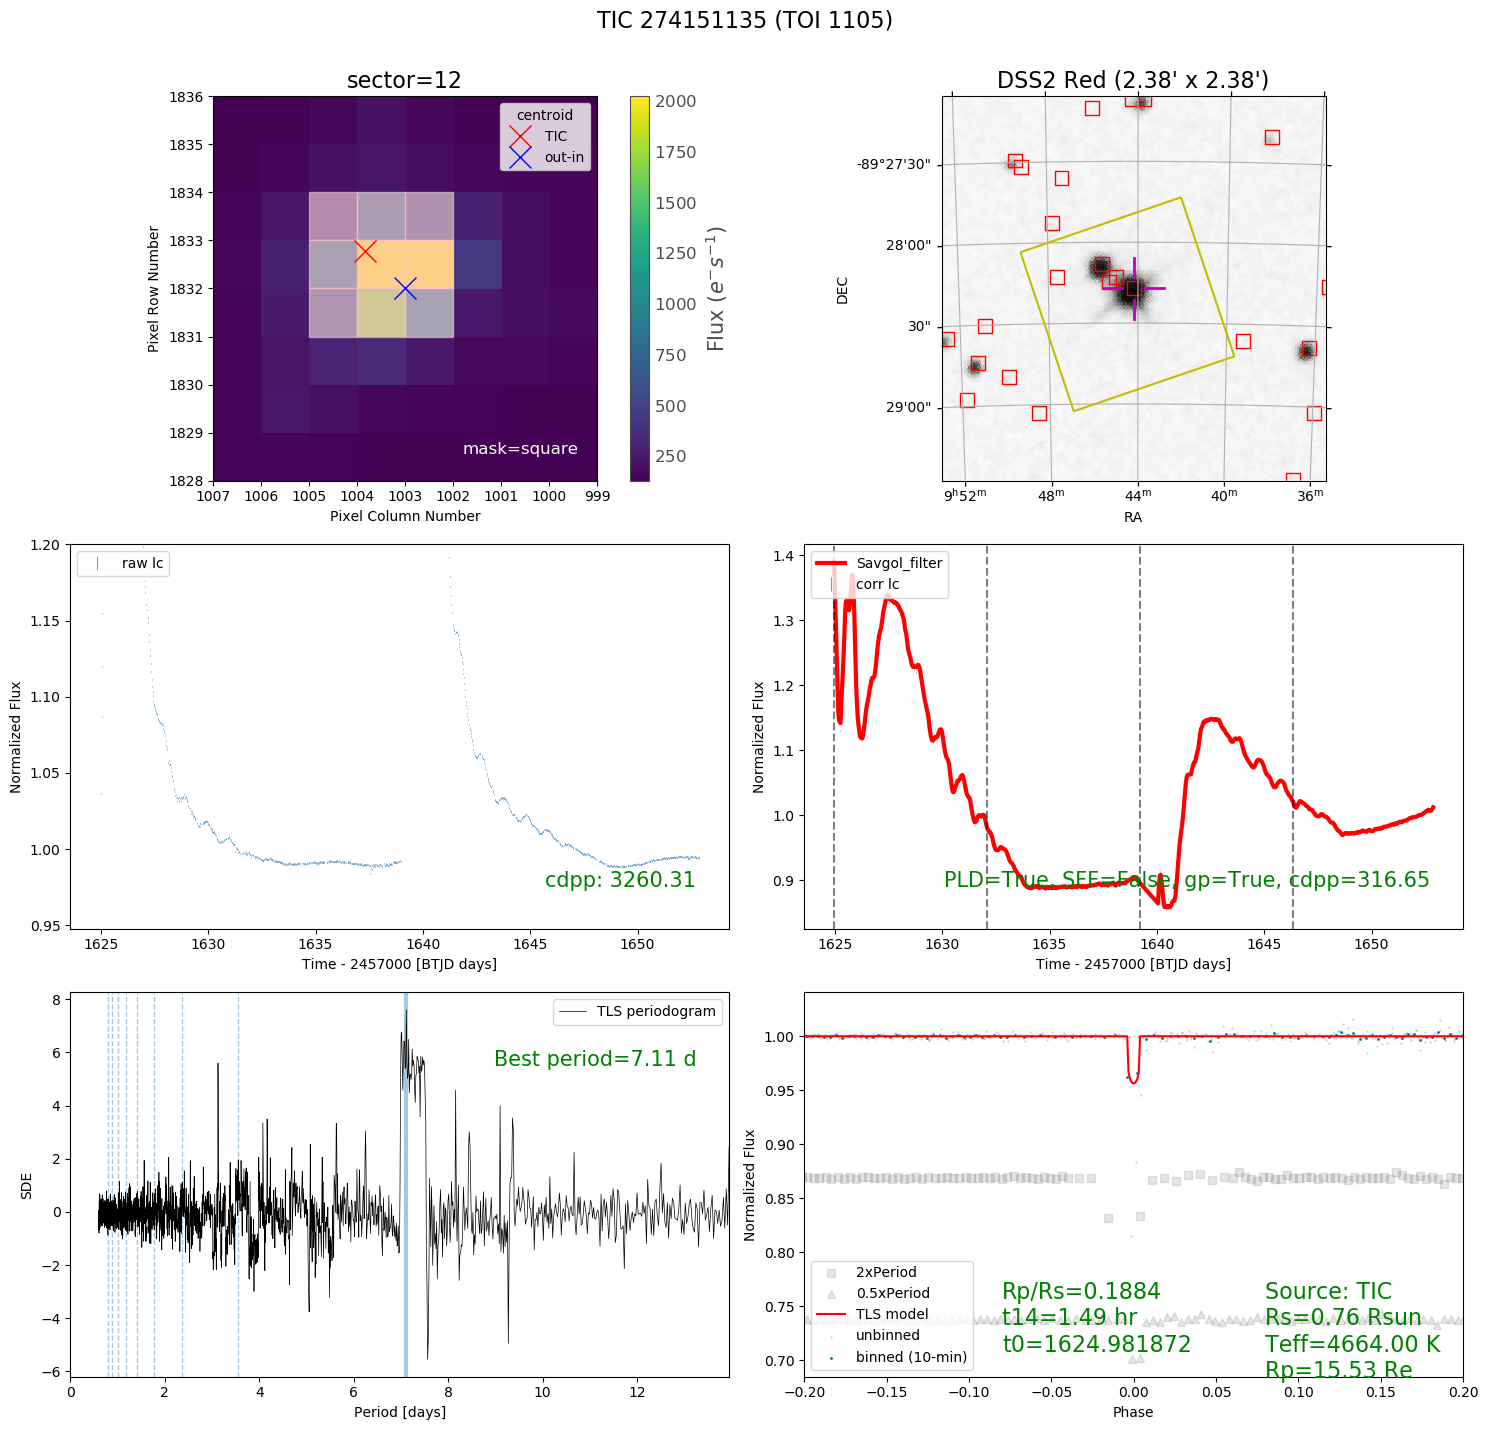 TIC 274151135 (TOI 1105)
sector=12
1836
1835
1834
1833
1832
1831
1830
1829
1828
Pixel Row Number
centroid
TIC
out-in
mask=square
1007 1006 1005 1004 1003 1002 1001 1000 999
Pixel Column Number
2000
1750
1500
1250
1000
750
500
250
Flux (e⁻ s⁻¹)
DSS2 Red (2.38' x 2.38')
-89°27'30"
28'00"
30"
29'00"
DEC
9ʰ52ᵐ 48ᵐ 44ᵐ 40ᵐ 36ᵐ
RA
1.20
1.15
1.10
1.05
1.00
0.95
Normalized Flux
raw lc
cdpp: 3260.31
1625 1630 1635 1640 1645 1650
Time - 2457000 [BTJD days]
1.4
1.3
1.2
1.1
1.0
0.9
Normalized Flux
Savgol_filter
corr lc
PLD=True, SFF=False, gp=True, cdpp=316.65
1625 1630 1635 1640 1645 1650
Time - 2457000 [BTJD days]
8
6
4
2
0
−2
−4
−6
SDE
TLS periodogram
Best period=7.11 d
0 2 4 6 8 10 12
Period [days]
1.00
0.95
0.90
0.85
0.80
0.75
0.70
Normalized Flux
2xPeriod
0.5xPeriod
TLS model
unbinned
binned (10-min)
Rp/Rs=0.1884
t14=1.49 hr
t0=1624.981872
Source: TIC
Rs=0.76 Rsun
Teff=4664.00 K
Rp=15.53 Re
−0.20 −0.15 −0.10 −0.05 0.00 0.05 0.10 0.15 0.20
Phase